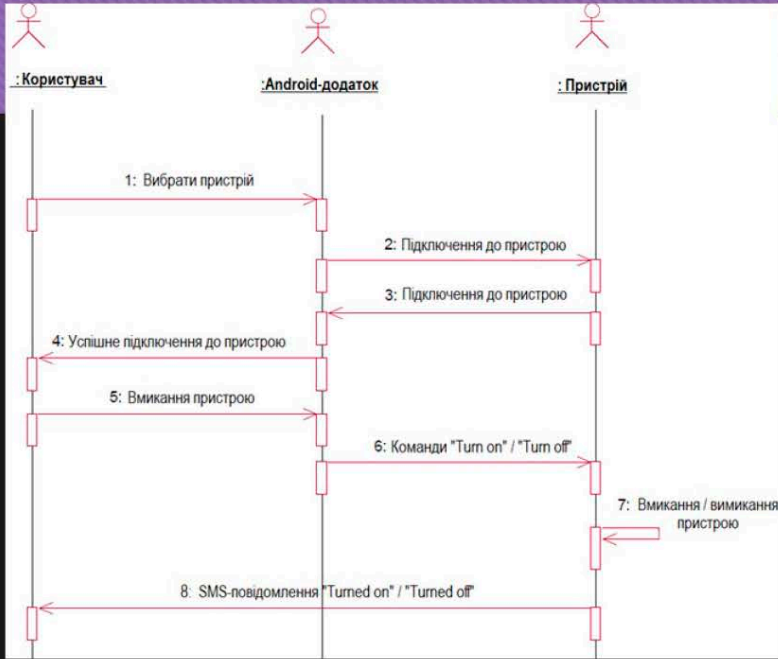 : Користувач
:Android-додаток
: Пристрій
1: Вибрати пристрій
2: Підключення до пристрою
3: Підключення до пристрою
4: Успішне підключення до пристрою
5: Вмикання пристрою
6: Команди "Turn on" / "Turn off"
7: Вмикання / вимикання
пристрою
8: SMS-повідомлення "Turned on" / "Turned off"